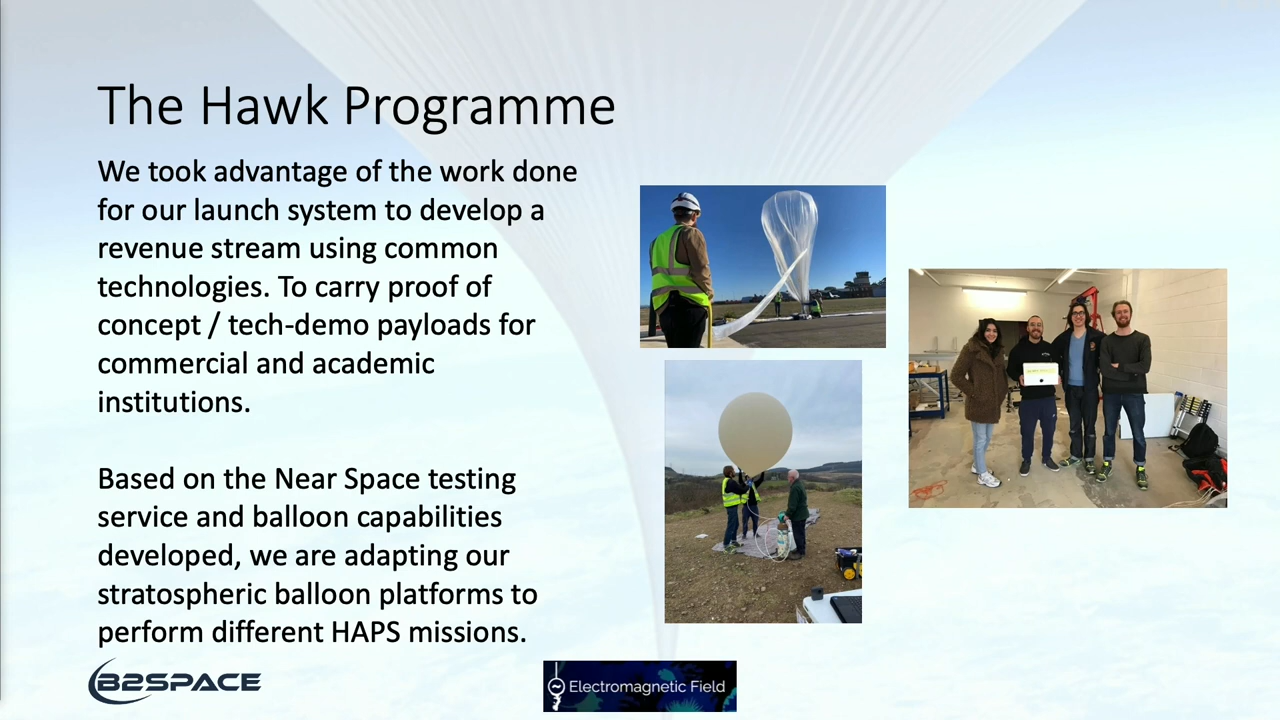 The Hawk Programme
We took advantage of the work done
for our launch system to develop a
revenue stream using common
technologies. To carry proof of
concept / tech-demo payloads for
commercial and academic
institutions.
Based on the Near Space testing
service and balloon capabilities
developed, we are adapting our
stratospheric balloon platforms to
perform different HAPS missions.
B2SPACE
Electromagnetic Field